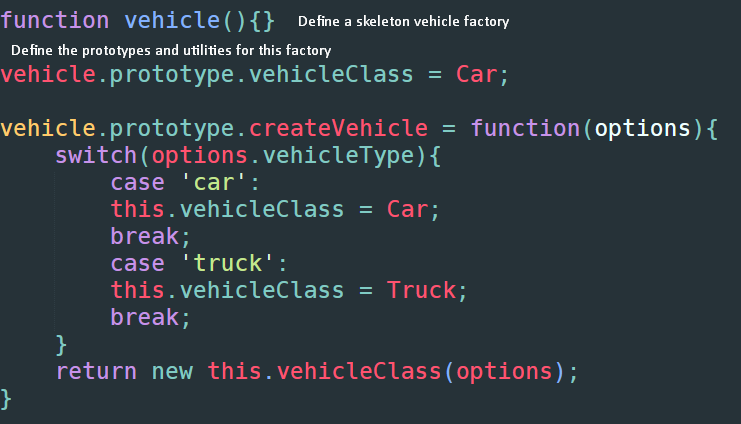 function vehicle(){} Define a skeleton vehicle factory
Define the prototypes and utilities for this factory
vehicle.prototype.vehicleClass = Car;
vehicle.prototype.createVehicle = function(options){
switch(options.vehicleType){
case 'car':
this.vehicleClass = Car;
break;
case 'truck':
this.vehicleClass = Truck;
break;
}
return new this.vehicleClass(options);
}